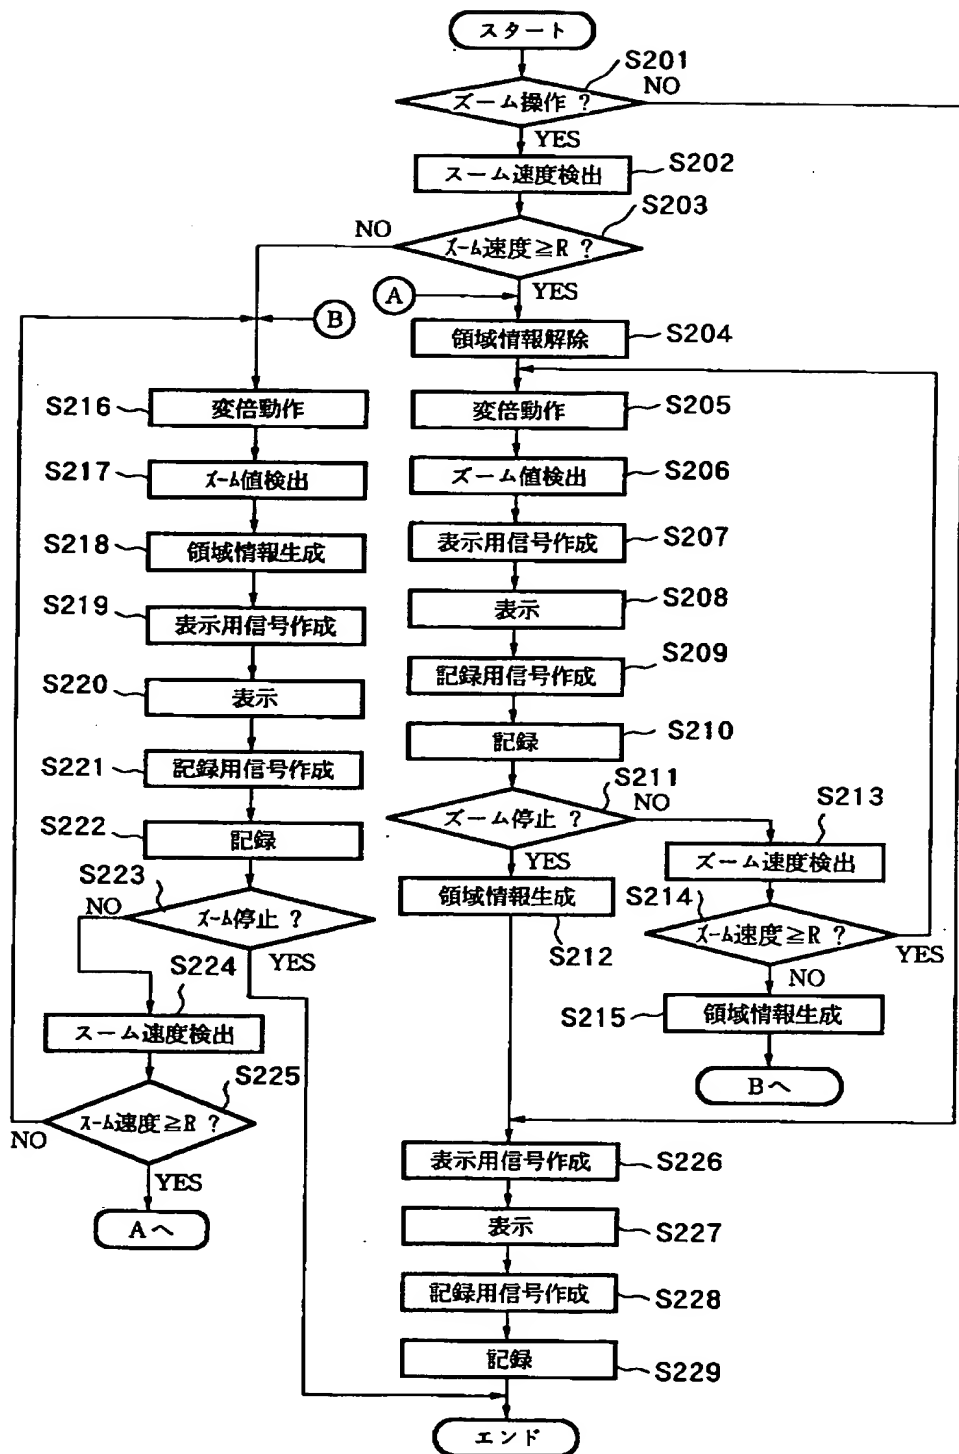 スタート
S201
ズーム操作 ?
NO
YES
スーム速度検出
S202
S203
NO
ズーム速度≧R ?
YES
A
B
領域情報解除
S204
S216
変倍動作
変倍動作
S205
S217
ズーム値検出
ズーム値検出
S206
S218
領域情報生成
表示用信号作成
S207
S219
表示用信号作成
表示
S208
S220
表示
記録用信号作成
S209
S221
記録用信号作成
記録
S210
S222
記録
S211
ズーム停止 ?
NO
S213
YES
ズーム速度検出
S223
NO
ズーム停止 ?
YES
領域情報生成
S212
S214
ズーム速度≧R ?
YES
NO
S224
スーム速度検出
S215
領域情報生成
Bへ
S225
スーム速度≧R ?
NO
YES
Aへ
表示用信号作成
S226
表示
S227
記録用信号作成
S228
記録
S229
エンド